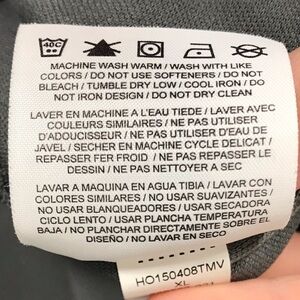 40C
MACHINE WASH WARM / WASH WITH LIKE
COLORS / DO NOT USE SOFTENERS / DO NOT
BLEACH / TUMBLE DRY LOW / COOL IRON / DO
NOT IRON DESIGN / DO NOT DRY CLEAN
LAVER EN MACHINE A L'EAU TIEDE / LAVER AVEC
COULEURS SIMILAIRES / NE PAS UTILISER
D'ADOUCISSEUR / NE PAS UTILISER D'EAU DE
JAVEL / SECHER EN MACHINE CYCLE DELICAT /
REPASSER FER FROID / NE PAS REPASSER LE
DESSIN / NE PAS NETTOYER A SEC
LAVAR A MAQUINA EN AGUA TIBIA / LAVAR CON
COLORES SIMILARES / NO USAR SUAVIZANTES /
NO USAR BLANQUEADORES / USAR SECADORA
CICLO LENTO / USAR PLANCHA TEMPERATURA
BAJA / NO PLANCHAR DIRECTAMENTE SOBRE EL
DISEÑO / NO LAVAR EN SECO
HO150408TMV
XL